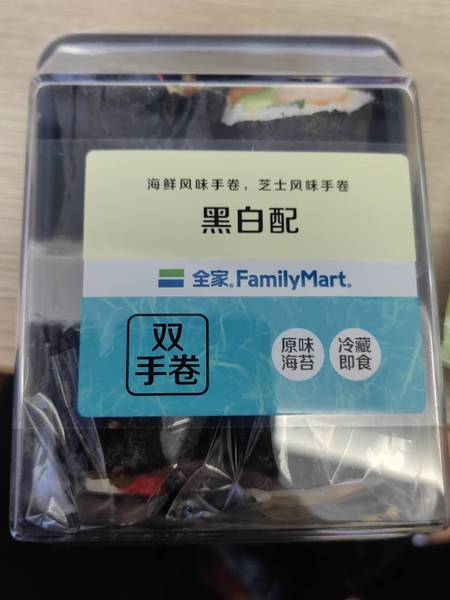 海鲜风味手卷，芝士风味手卷
黑白配
全家®FamilyMart®
双
手卷
原味
海苔
冷藏
即食